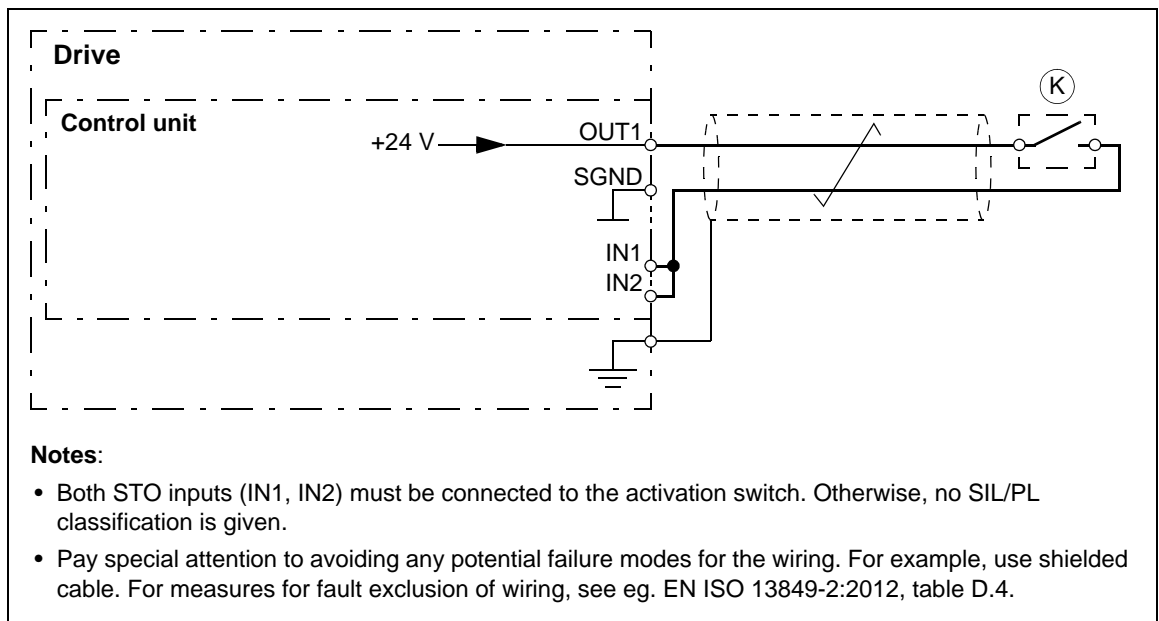 Drive
K
Control unit
+24 V
OUT1
SGND
IN1
IN2
Notes:
• Both STO inputs (IN1, IN2) must be connected to the activation switch. Otherwise, no SIL/PL
classification is given.
• Pay special attention to avoiding any potential failure modes for the wiring. For example, use shielded
cable. For measures for fault exclusion of wiring, see eg. EN ISO 13849-2:2012, table D.4.